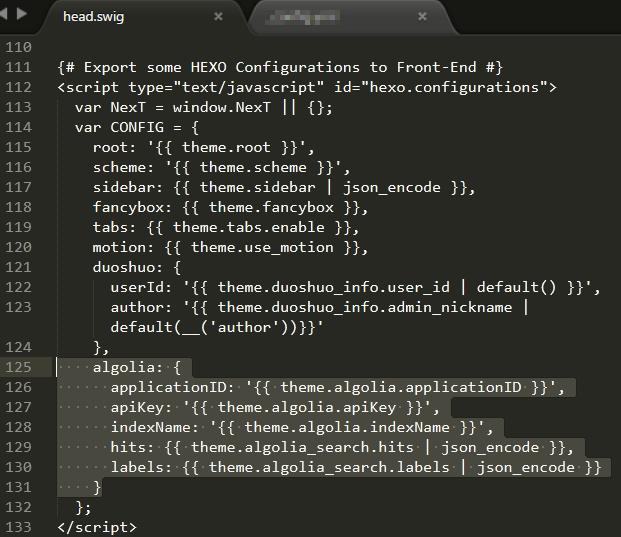 head.swig
110
111 {# Export some HEXO Configurations to Front-End #}
112 <script type="text/javascript" id="hexo.configurations">
113 var NexT = window.NexT || {};
114 var CONFIG = {
115 root: '{{ theme.root }}',
116 scheme: '{{ theme.scheme }}',
117 sidebar: {{ theme.sidebar | json_encode }},
118 fancybox: {{ theme.fancybox }},
119 tabs: {{ theme.tabs.enable }},
120 motion: {{ theme.use_motion }},
121 duoshuo: {
122 userId: '{{ theme.duoshuo_info.user_id | default() }}',
123 author: '{{ theme.duoshuo_info.admin_nickname |
default(__('author'))}}'
124 },
125 algolia: {
126 applicationID: '{{ theme.algolia.applicationID }}',
127 apiKey: '{{ theme.algolia.apiKey }}',
128 indexName: '{{ theme.algolia.indexName }}',
129 hits: {{ theme.algolia_search.hits | json_encode }},
130 labels: {{ theme.algolia_search.labels | json_encode }}
131 }
132 };
133 </script>